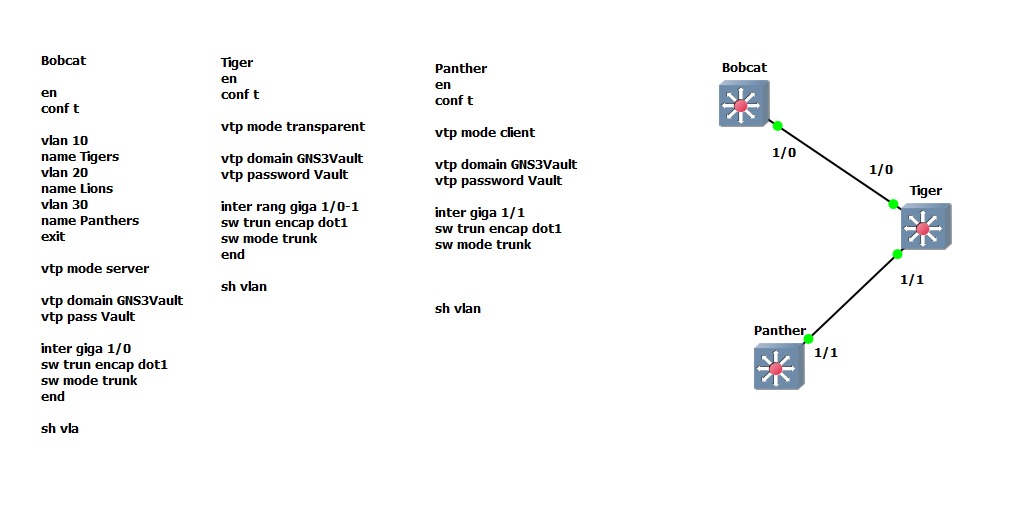 Bobcat
en
conf t
vlan 10
name Tigers
vlan 20
name Lions
vlan 30
name Panthers
exit
vtp mode server
vtp domain GNS3Vault
vtp pass Vault
inter giga 1/0
sw trun encap dot1
sw mode trunk
end
sh vla
Tiger
en
conf t
vtp mode transparent
vtp domain GNS3Vault
vtp password Vault
inter rang giga 1/0-1
sw trun encap dot1
sw mode trunk
end
sh vlan
Panther
en
conf t
vtp mode client
vtp domain GNS3Vault
vtp password Vault
inter giga 1/1
sw trun encap dot1
sw mode trunk
sh vlan
Bobcat
1/0
1/0
Tiger
1/1
Panther
1/1